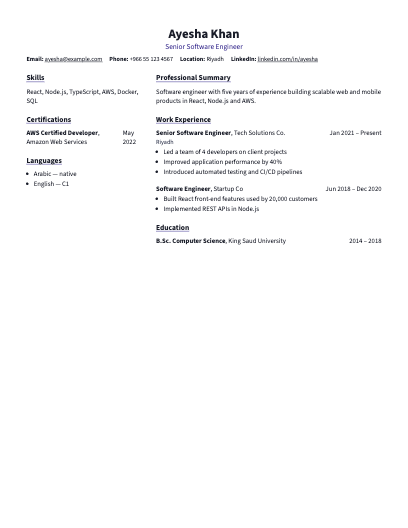 Ayesha Khan
Senior Software Engineer
Email: ayesha@example.com Phone: +966 55 123 4567 Location: Riyadh LinkedIn: linkedin.com/in/ayesha
Skills
React, Node.js, TypeScript, AWS, Docker,
SQL
Certifications
AWS Certified Developer, May
Amazon Web Services 2022
Languages
• Arabic — native
• English — C1
Professional Summary
Software engineer with five years of experience building scalable web and mobile
products in React, Node.js and AWS.
Work Experience
Senior Software Engineer, Tech Solutions Co. Jan 2021 – Present
Riyadh
• Led a team of 4 developers on client projects
• Improved application performance by 40%
• Introduced automated testing and CI/CD pipelines
Software Engineer, Startup Co Jun 2018 – Dec 2020
• Built React front-end features used by 20,000 customers
• Implemented REST APIs in Node.js
Education
B.Sc. Computer Science, King Saud University 2014 – 2018